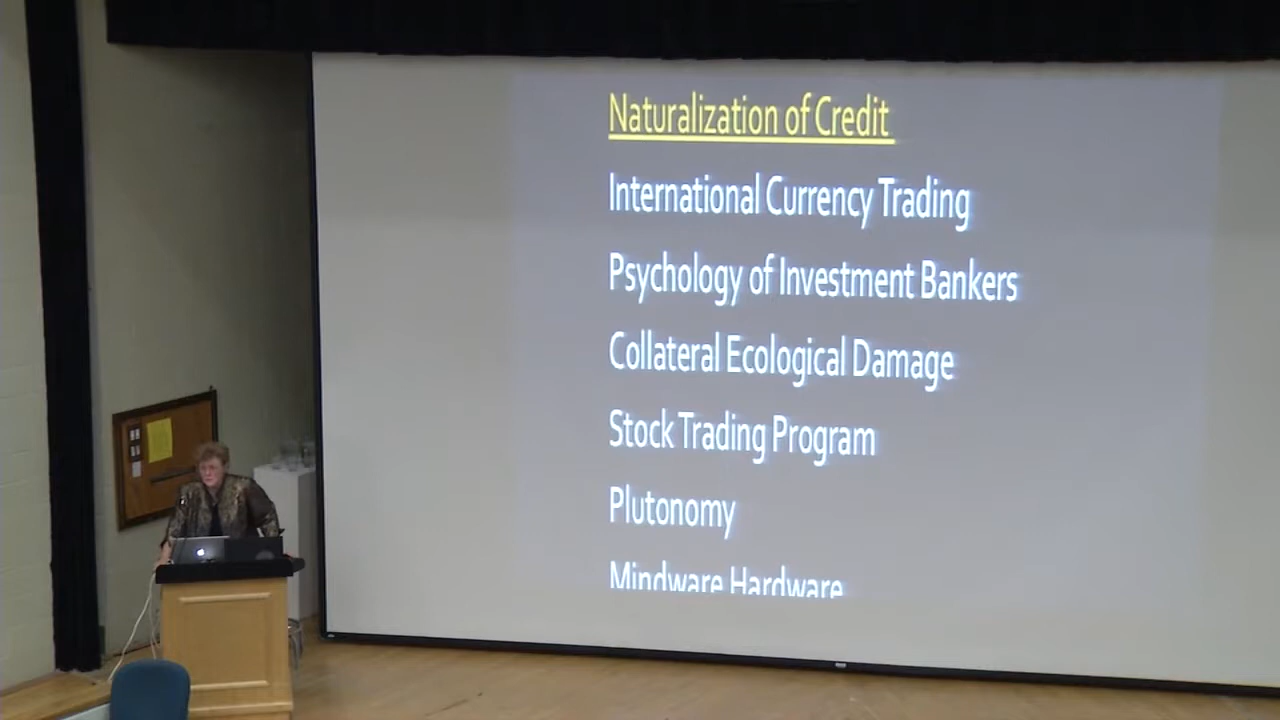 Naturalization of Credit
International Currency Trading
Psychology of Investment Bankers
Collateral Ecological Damage
Stock Trading Program
Plutonomy
Mindware Hardware